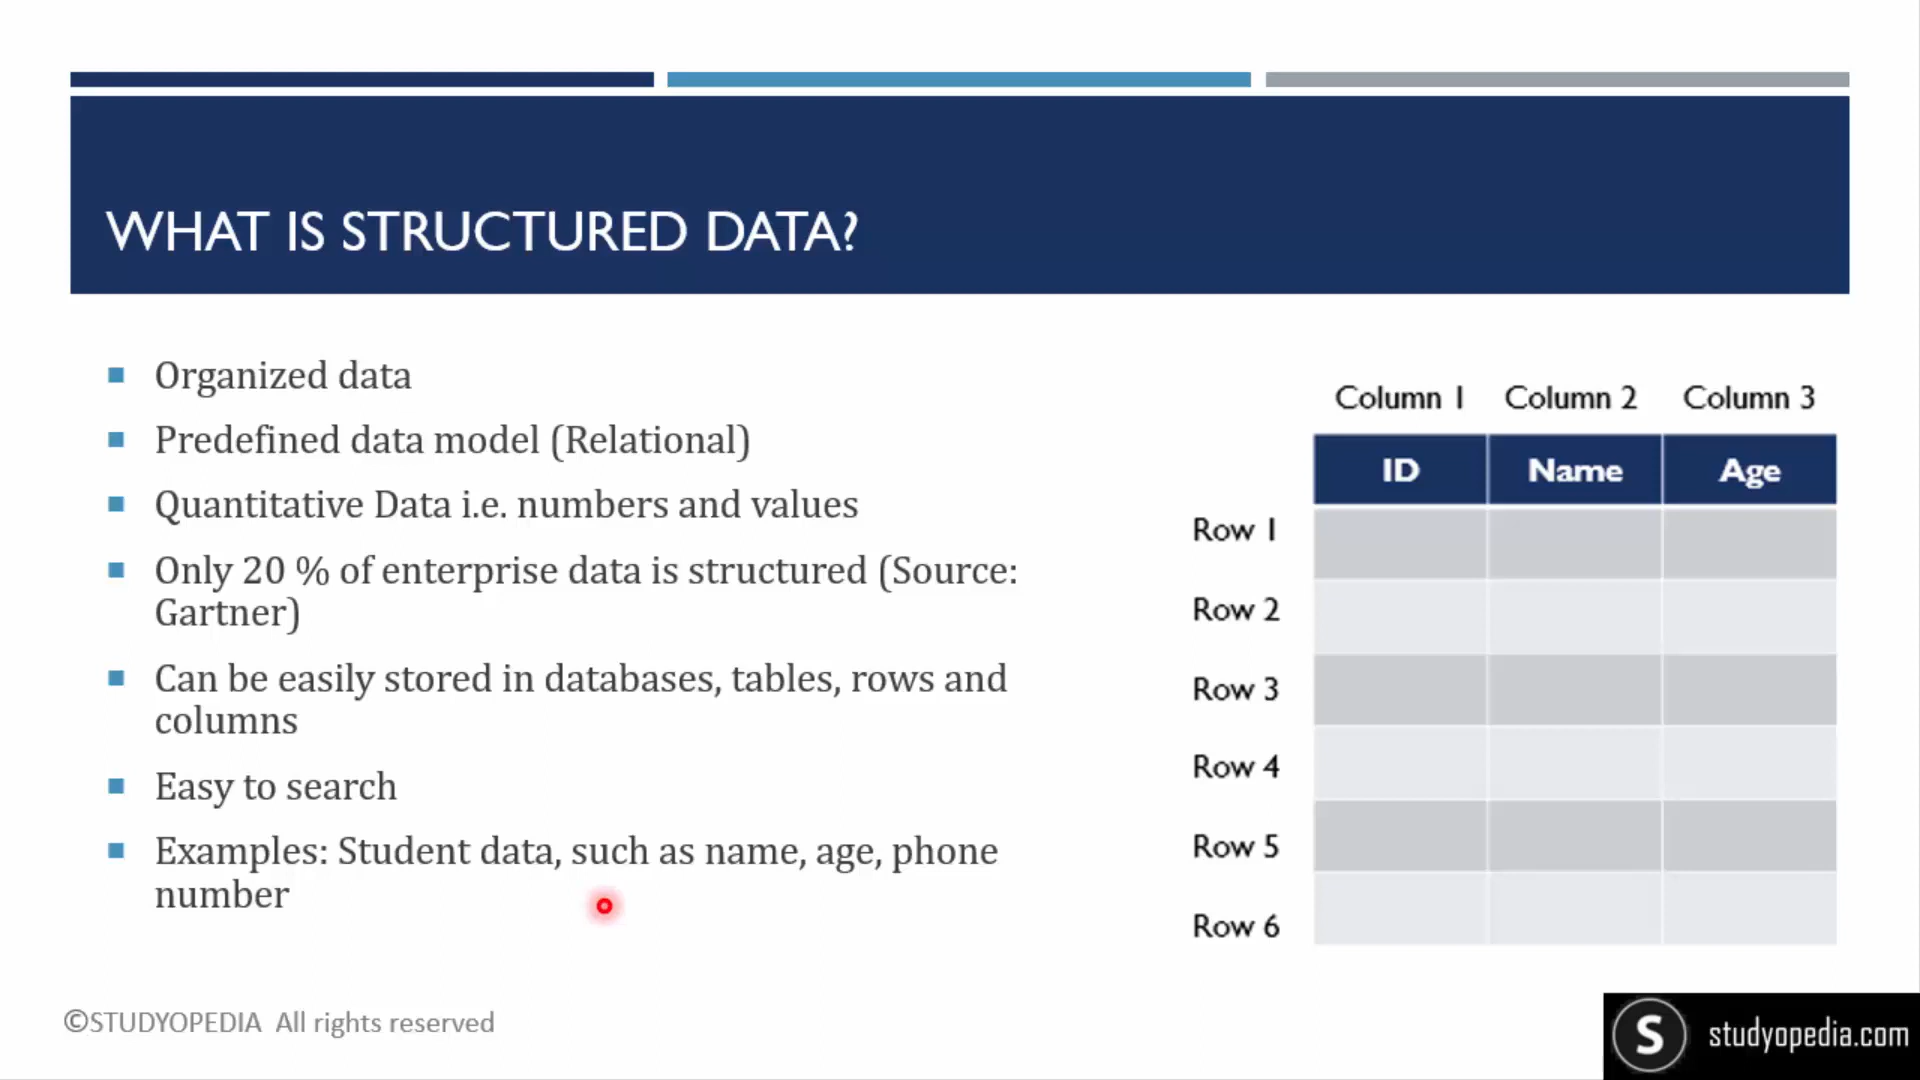 WHAT IS STRUCTURED DATA?
Organized data
Predefined data model (Relational)
Quantitative Data i.e. numbers and values
Only 20 % of enterprise data is structured (Source:
Gartner)
Can be easily stored in databases, tables, rows and
columns
Easy to search
Examples: Student data, such as name, age, phone
number
Column 1 Column 2 Column 3
ID Name Age
Row 1
Row 2
Row 3
Row 4
Row 5
Row 6
©STUDYOPEDIA All rights reserved
S studyopedia.com